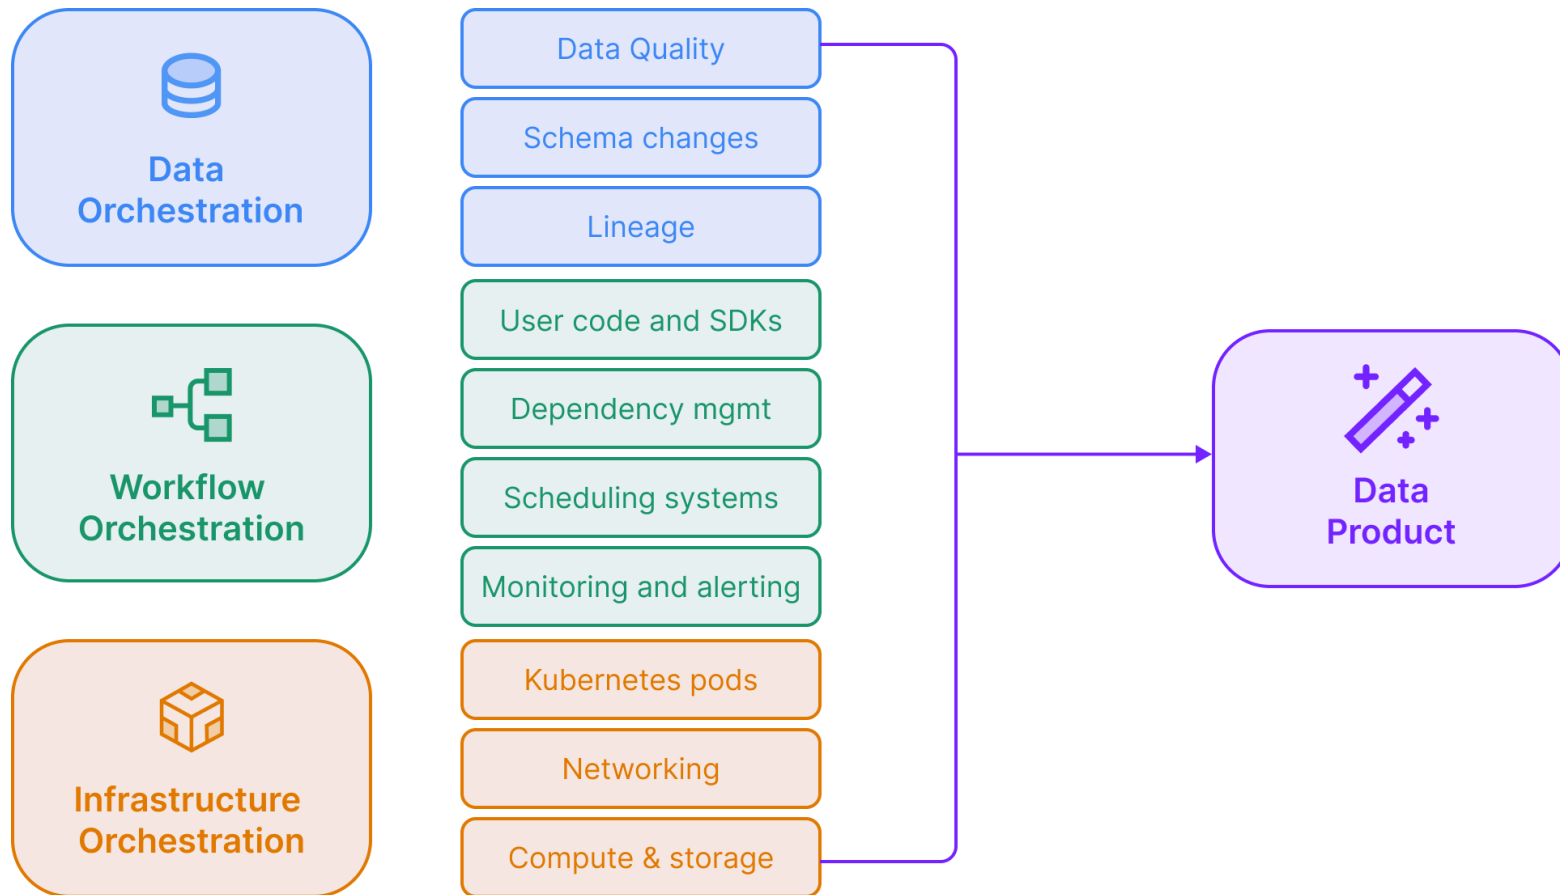 Data
Orchestration
Data Quality
Schema changes
Lineage
Workflow
Orchestration
User code and SDKs
Dependency mgmt
Scheduling systems
Monitoring and alerting
Infrastructure
Orchestration
Kubernetes pods
Networking
Compute & storage
Data
Product